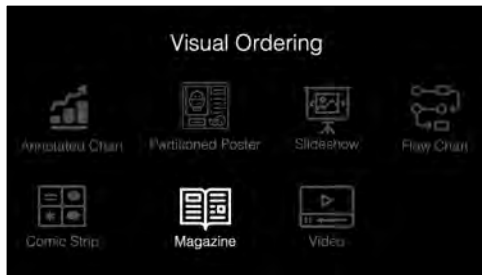 Visual Ordering
Annotated Chart
Partitioned Poster
Slideshow
Flow Chart
Comic Strip
Magazine
Video